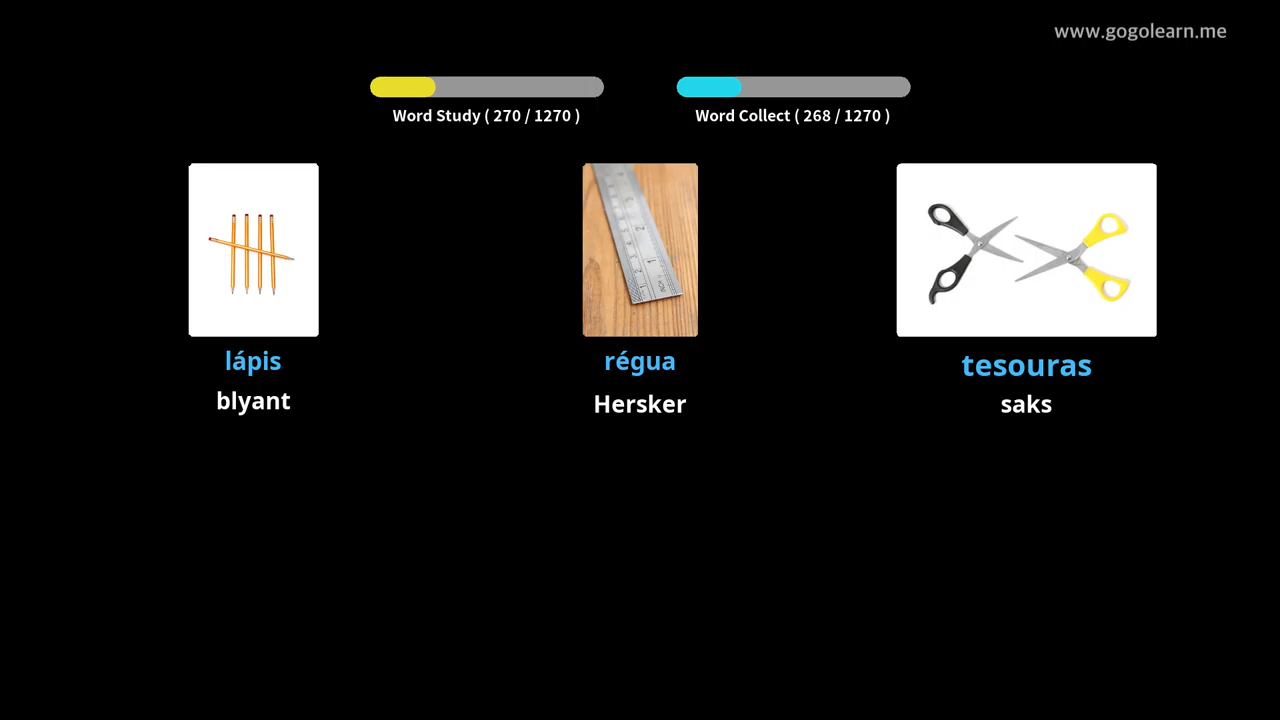 www.gogolearn.me
Word Study ( 270 / 1270 )
Word Collect ( 268 / 1270 )
lápis
régua
tesouras
blyant
Hersker
saks